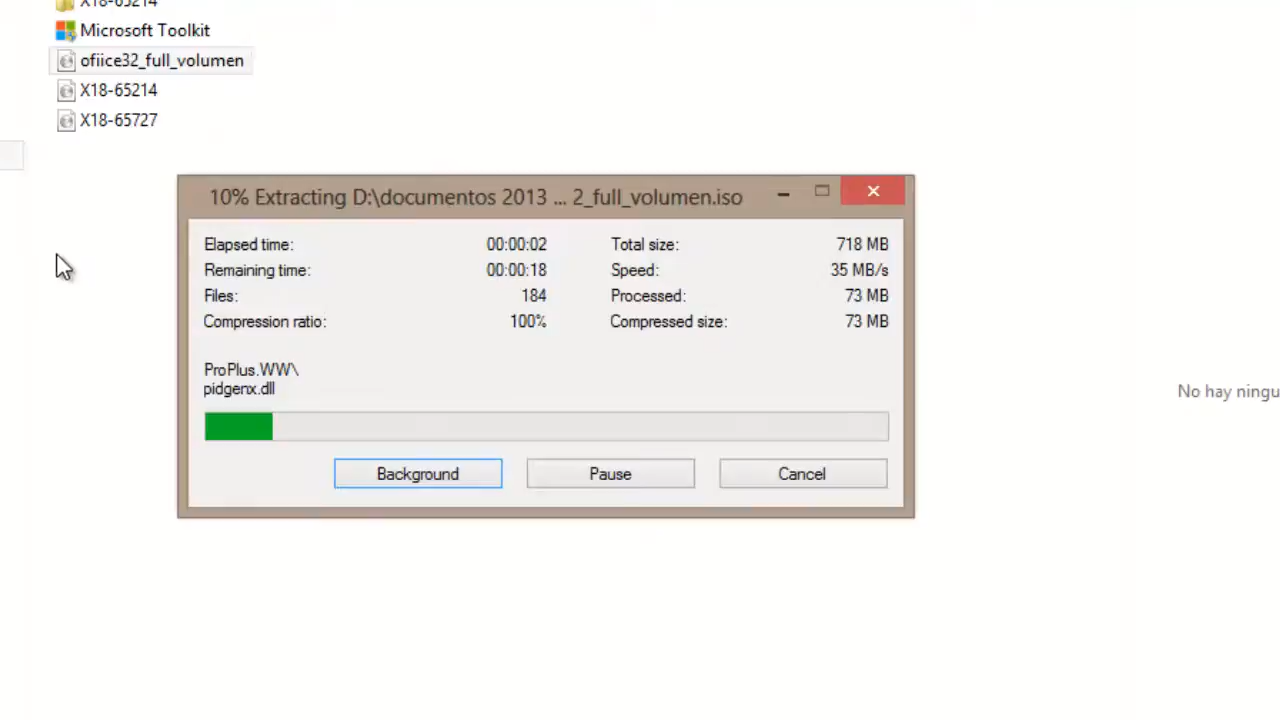 X18-65214
Microsoft Toolkit
ofiice32_full_volumen
X18-65214
X18-65727
10% Extracting D:\documentos 2013 ... 2_full_volumen.iso
Elapsed time: 00:00:02 Total size: 718 MB
Remaining time: 00:00:18 Speed: 35 MB/s
Files: 184 Processed: 73 MB
Compression ratio: 100% Compressed size: 73 MB
ProPlus.WW\
pidgenx.dll
No hay ningu
Background Pause Cancel